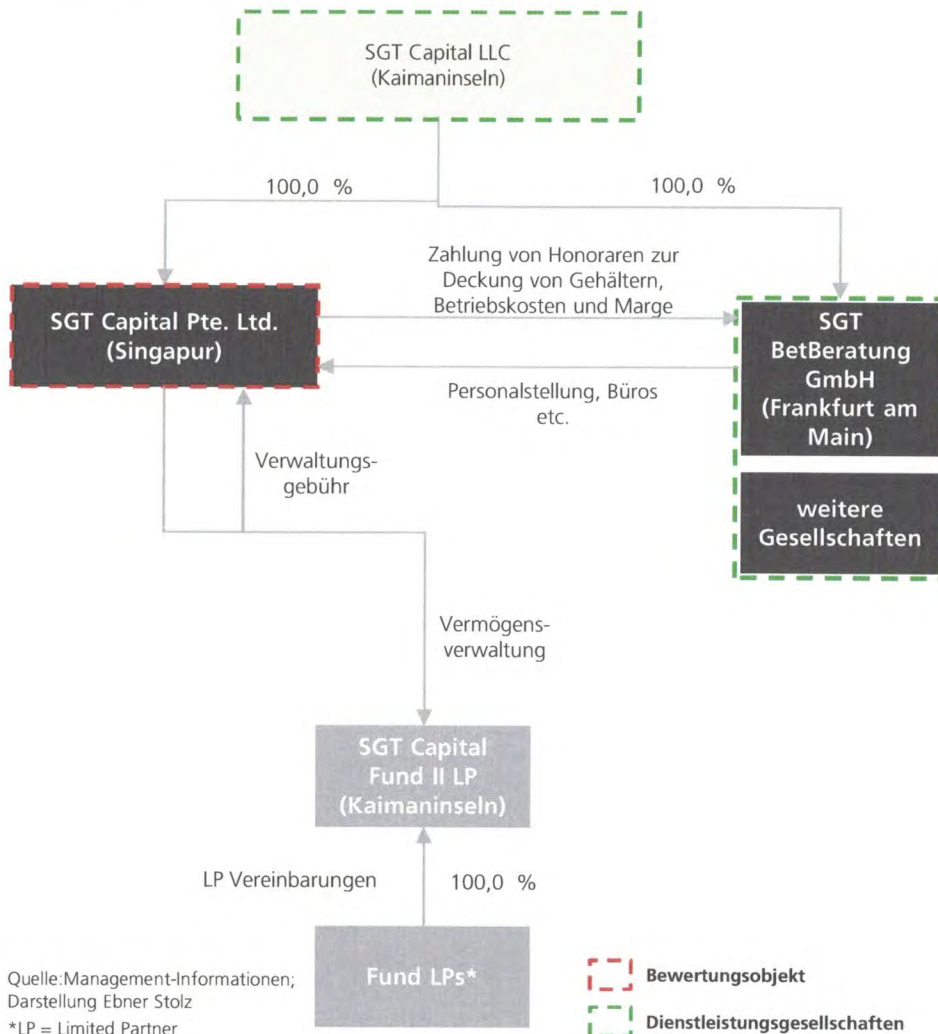 SGT Capital LLC
(Kaimaninseln)
100,0 %
100,0 %
Zahlung von Honoraren zur
Deckung von Gehältern,
Betriebskosten und Marge
SGT Capital Pte. Ltd.
(Singapur)
SGT
BetBeratung
GmbH
(Frankfurt am
Main)
Personalstellung, Büros
etc.
Verwaltungs-
gebühr
weitere
Gesellschaften
Vermögens-
verwaltung
SGT Capital
Fund II LP
(Kaimaninseln)
LP Vereinbarungen
100,0 %
Fund LPs*
Quelle:Management-Informationen;
Darstellung Ebner Stolz
*LP = Limited Partner
Bewertungsobjekt
Dienstleistungsgesellschaften